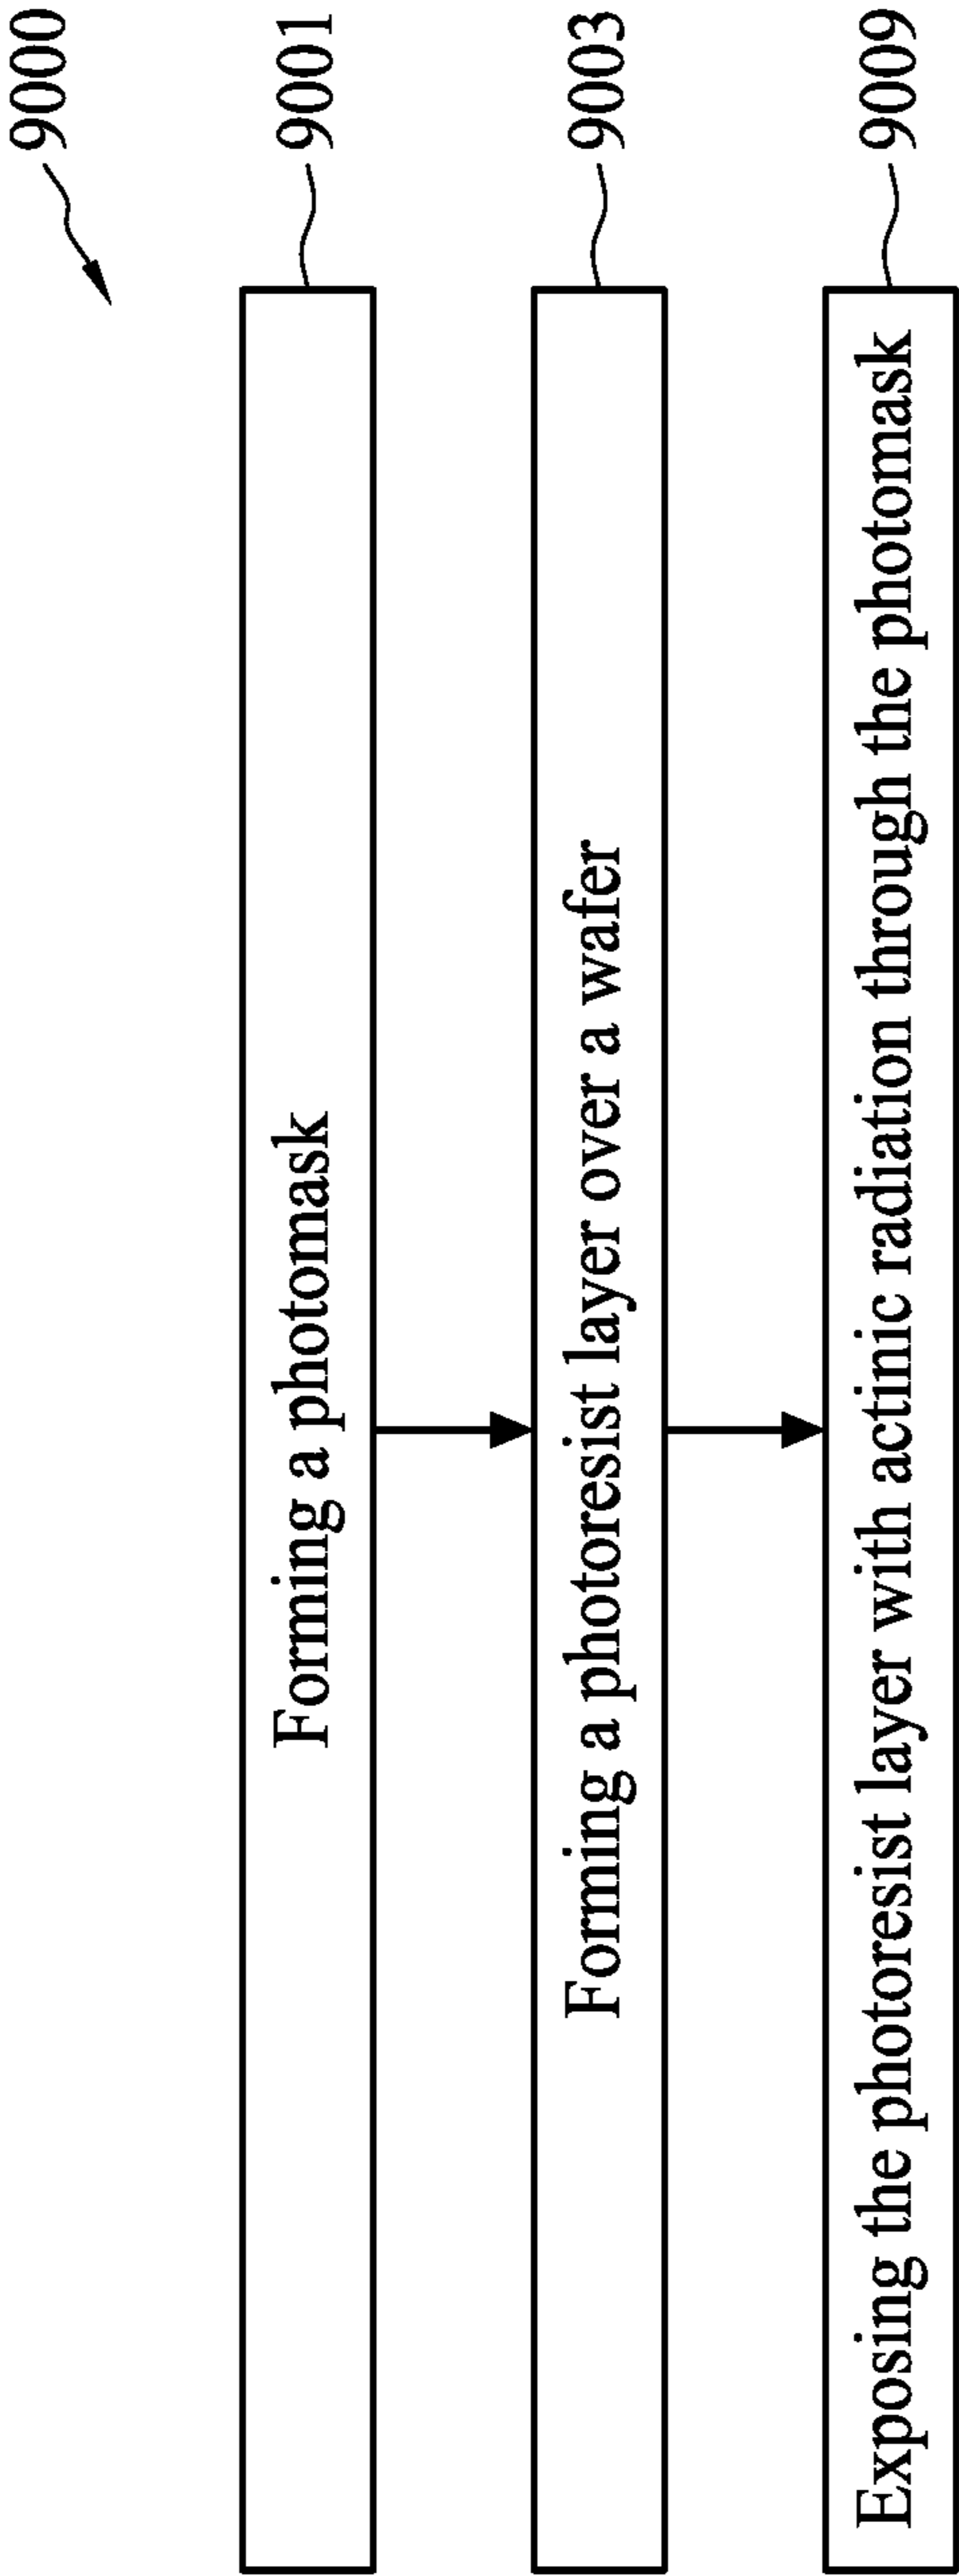 9000
Forming a photomask
9001
Forming a photoresist layer over a wafer
9003
Exposing the photoresist layer with actinic radiation through the photomask
9009